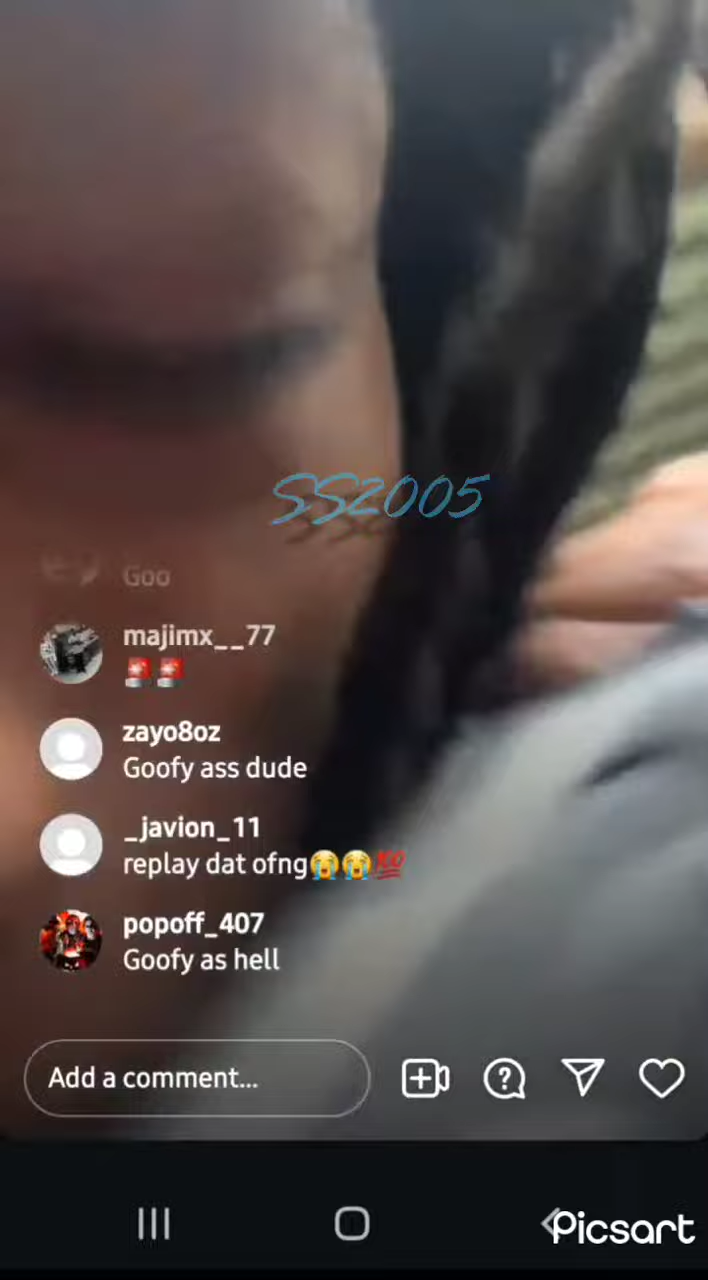 SS2005
Goo
majimx__77
🚨🚨
zayo8oz
Goofy ass dude
_javion_11
replay dat ofng😭😭💯
popoff_407
Goofy as hell
Add a comment...
Picsart